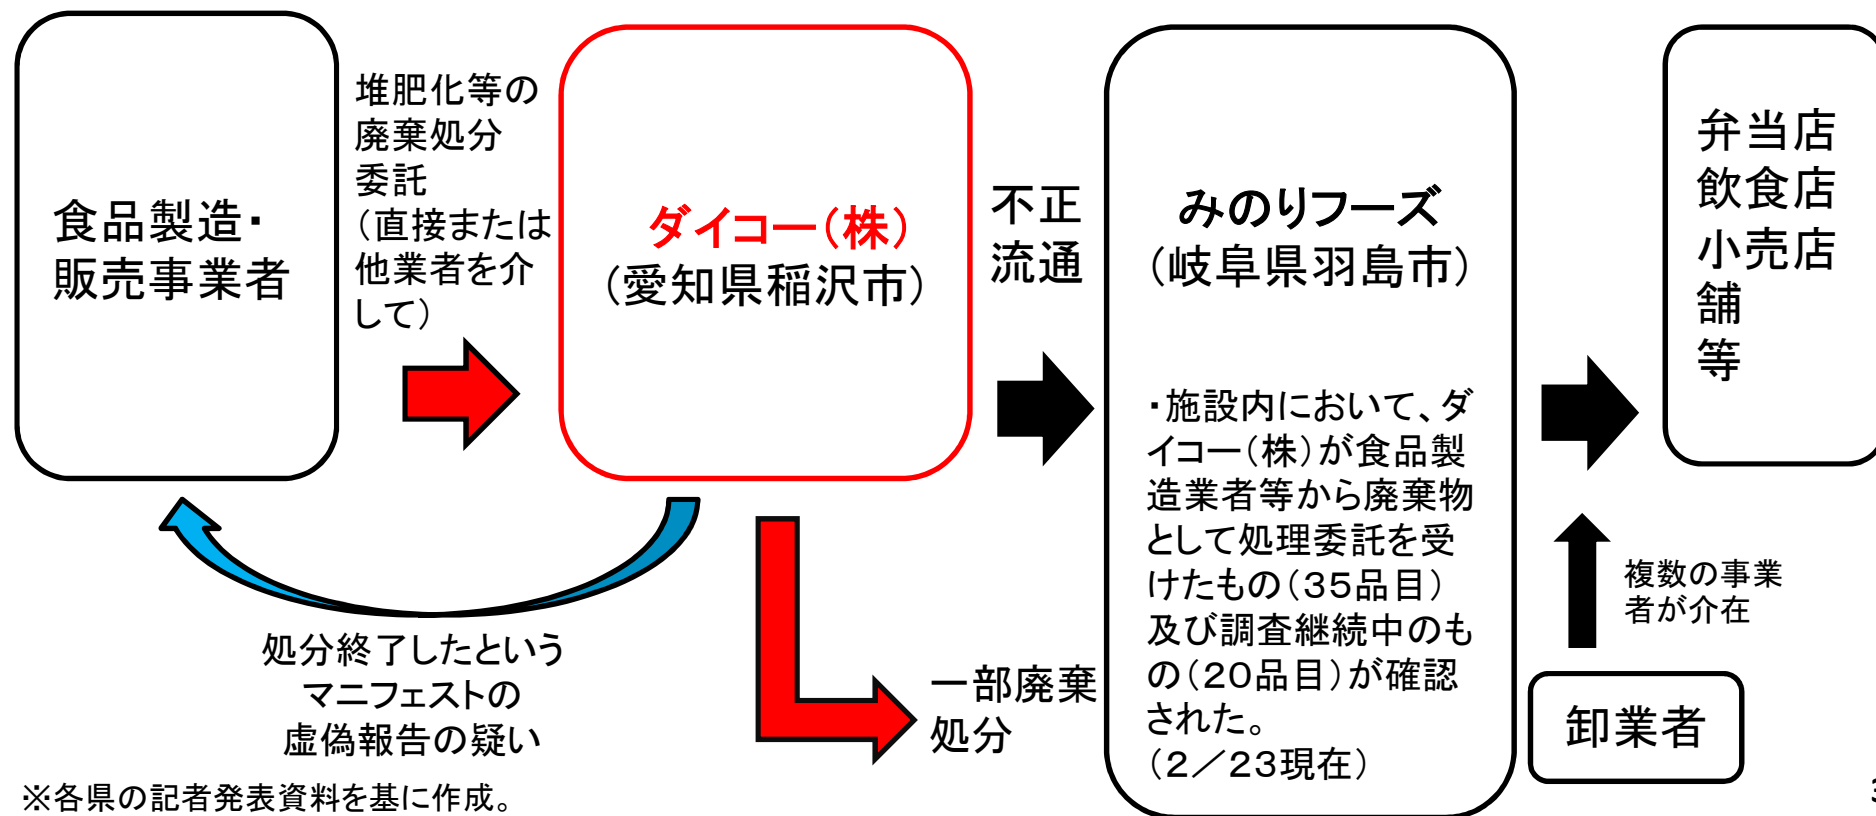 食品製造・
販売事業者
堆肥化等の
廃棄処分
委託
（直接または
他業者を介
して）
ダイコー（株）
（愛知県稲沢市）
不正
流通
みのりフーズ
（岐阜県羽島市）
・施設内において、ダ
イコー（株）が食品製
造業者等から廃棄物
として処理委託を受
けたもの（３５品目）
及び調査継続中のも
の（２０品目）が確認
された。
（２／２３現在）
弁当店
飲食店
小売店
舗
等
複数の事業
者が介在
卸業者
処分終了したという
マニフェストの
虚偽報告の疑い
一部廃棄
処分
※各県の記者発表資料を基に作成。